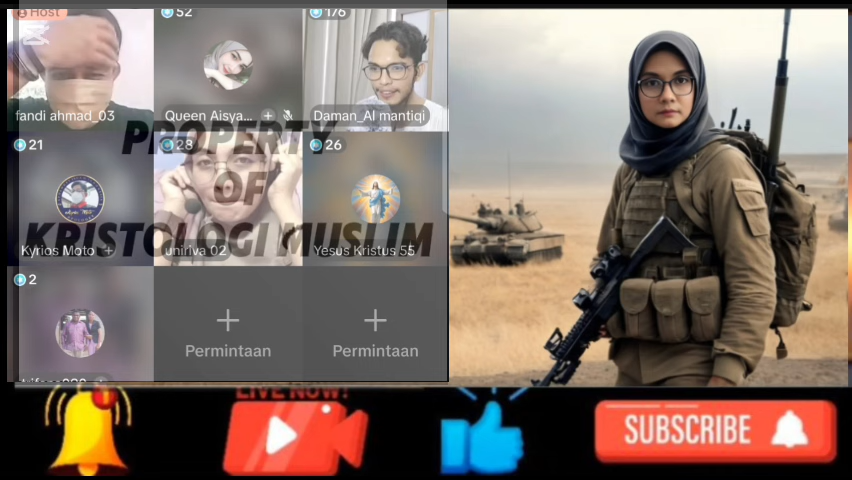 Host
52
176
fandi ahmad_03
Queen Aisya...
Daman_Al mantiqi
PROPERTY
OF
KRISTOLOGI MUSLIM
21
28
26
Kyrios Moto
uniriva 02
Yesus Kristus 55
2
Permintaan
Permintaan
LIVE NOW!
SUBSCRIBE